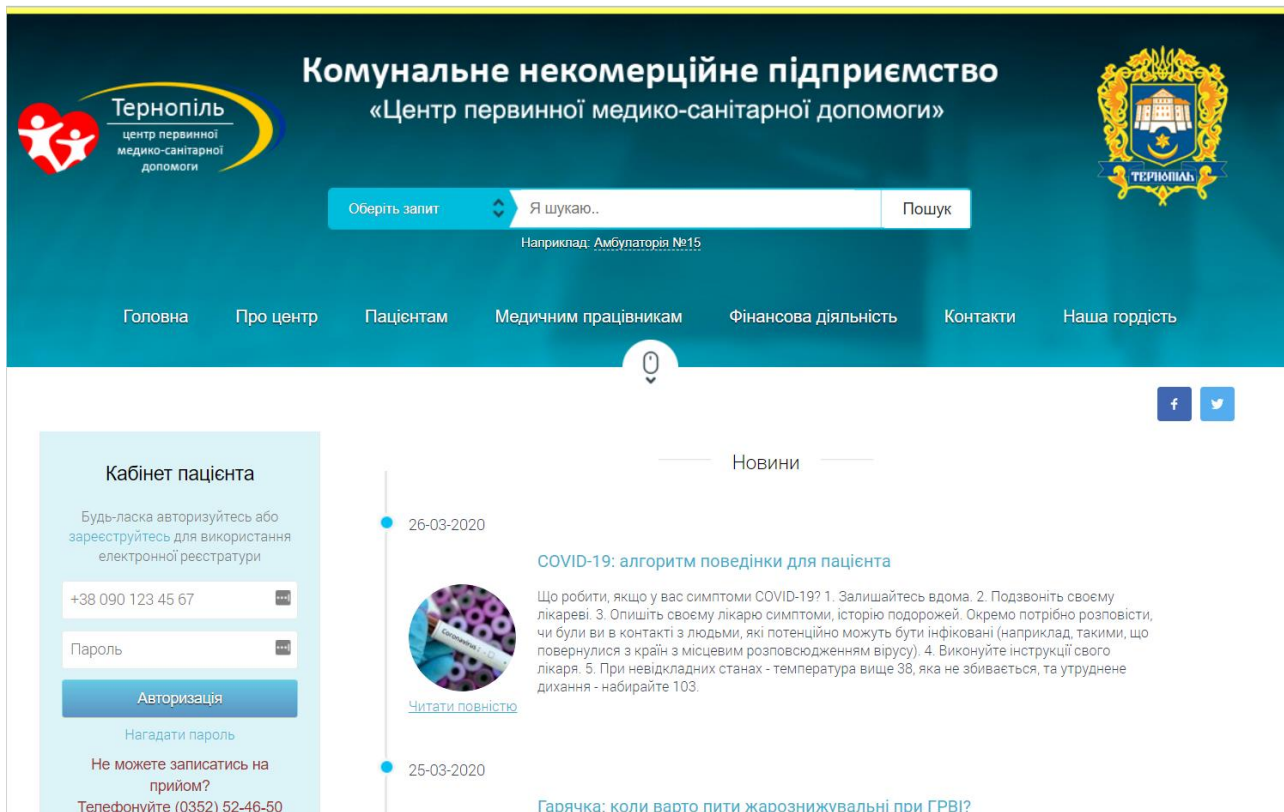 Комунальне некомерційне підприємство
«Центр первинної медико-санітарної допомоги»
Тернопіль
центр первинної
медико-санітарної
допомоги
ТЕРНОПІЛЬ
Оберіть запит
Я шукаю..
Пошук
Наприклад: Амбулаторія №15
Головна
Про центр
Пацієнтам
Медичним працівникам
Фінансова діяльність
Контакти
Наша гордість
Кабінет пацієнта
Будь-ласка авторизуйтесь або
зареєструйтесь для використання
електронної реєстратури
+38 090 123 45 67
Пароль
Авторизація
Нагадати пароль
Не можете записатись на
прийом?
Телефонуйте (0352) 52-46-50
Новини
26-03-2020
COVID-19: алгоритм поведінки для пацієнта
Coronavirus
Що робити, якщо у вас симптоми COVID-19? 1. Залишайтесь вдома. 2. Подзвоніть своєму
лікареві. 3. Опишіть своєму лікарю симптоми, історію подорожей. Окремо потрібно розповісти,
чи були ви в контакті з людьми, які потенційно можуть бути інфіковані (наприклад, такими, що
повернулися з країн з місцевим розповсюдженням вірусу). 4. Виконуйте інструкції свого
лікаря. 5. При невідкладних станах - температура вище 38, яка не збивається, та утруднене
дихання - набирайте 103.
Читати повністю
25-03-2020
Гарячка: коли варто пити жарознижувальні при ГРВІ?